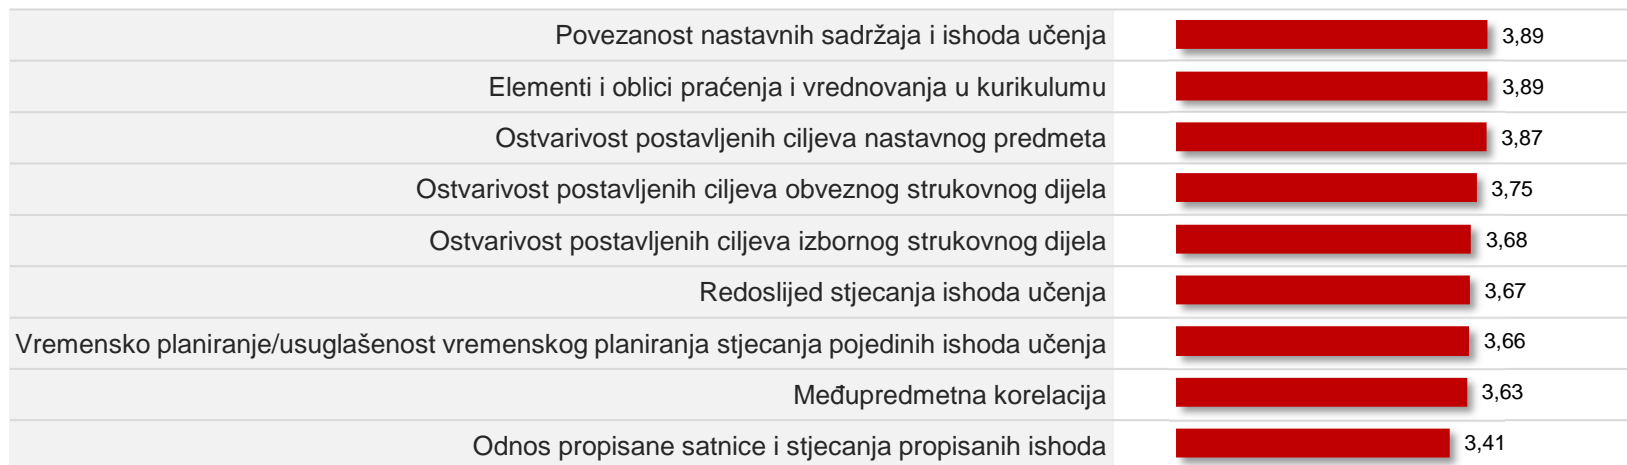 Povezanost nastavnih sadržaja i ishoda učenja 3,89
Elementi i oblici praćenja i vrednovanja u kurikulumu 3,89
Ostvarivost postavljenih ciljeva nastavnog predmeta 3,87
Ostvarivost postavljenih ciljeva obveznog strukovnog dijela 3,75
Ostvarivost postavljenih ciljeva izbornog strukovnog dijela 3,68
Redoslijed stjecanja ishoda učenja 3,67
Vremensko planiranje/usuglašenost vremenskog planiranja stjecanja pojedinih ishoda učenja 3,66
Međupredmetna korelacija 3,63
Odnos propisane satnice i stjecanja propisanih ishoda 3,41